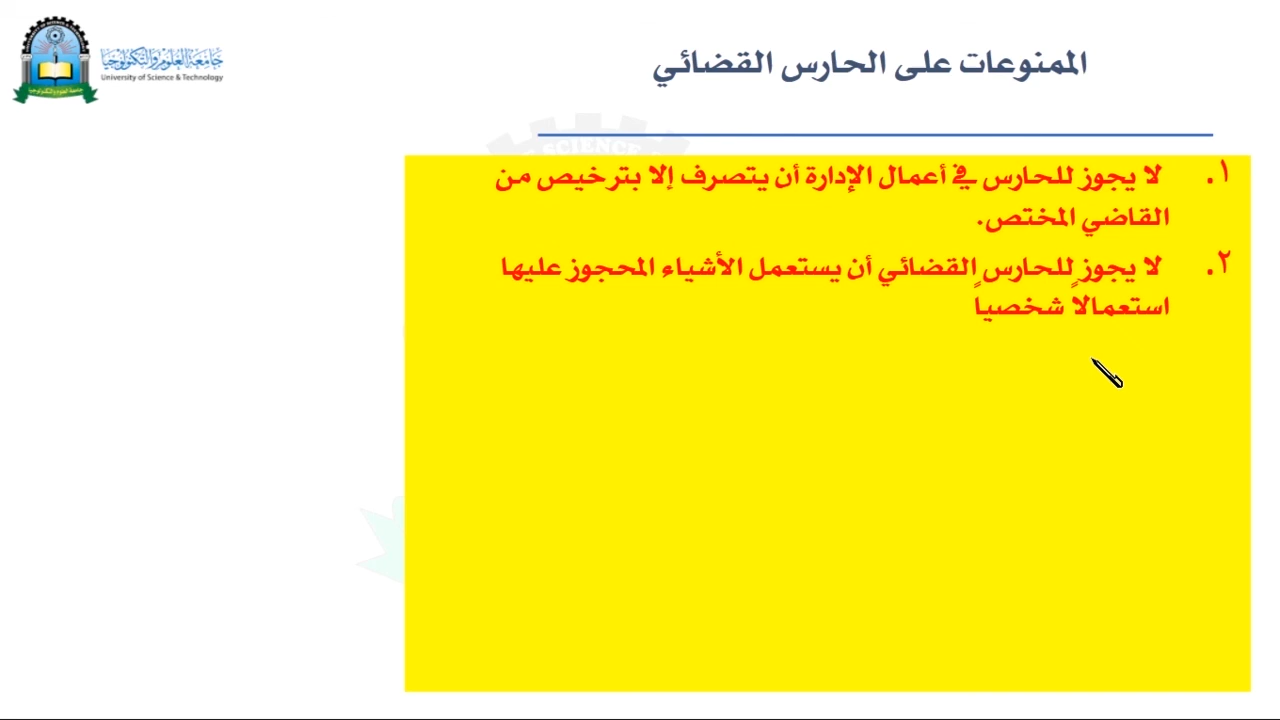 جامعة العلوم والتكنولوجيا
University of Science & Technology
الممنوعات على الحارس القضائي
SCIENCE
١. لا يجوز للحارس في أعمال الإدارة أن يتصرف إلا بترخيص من
القاضي المختص.
٢. لا يجوز للحارس القضائي أن يستعمل الأشياء المحجوز عليها
استعمالاً شخصياً